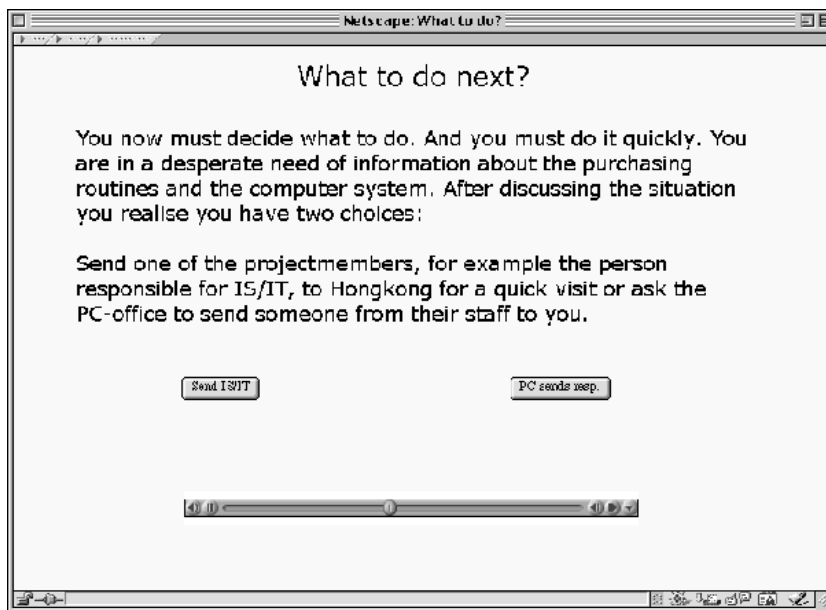 Netscape: What to do?
What to do next?
You now must decide what to do. And you must do it quickly. You
are in a desperate need of information about the purchasing
routines and the computer system. After discussing the situation
you realise you have two choices:
Send one of the projectmembers, for example the person
responsible for IS/IT, to Hongkong for a quick visit or ask the
PC-office to send someone from their staff to you.
Send IS/IT
PC sends resp.